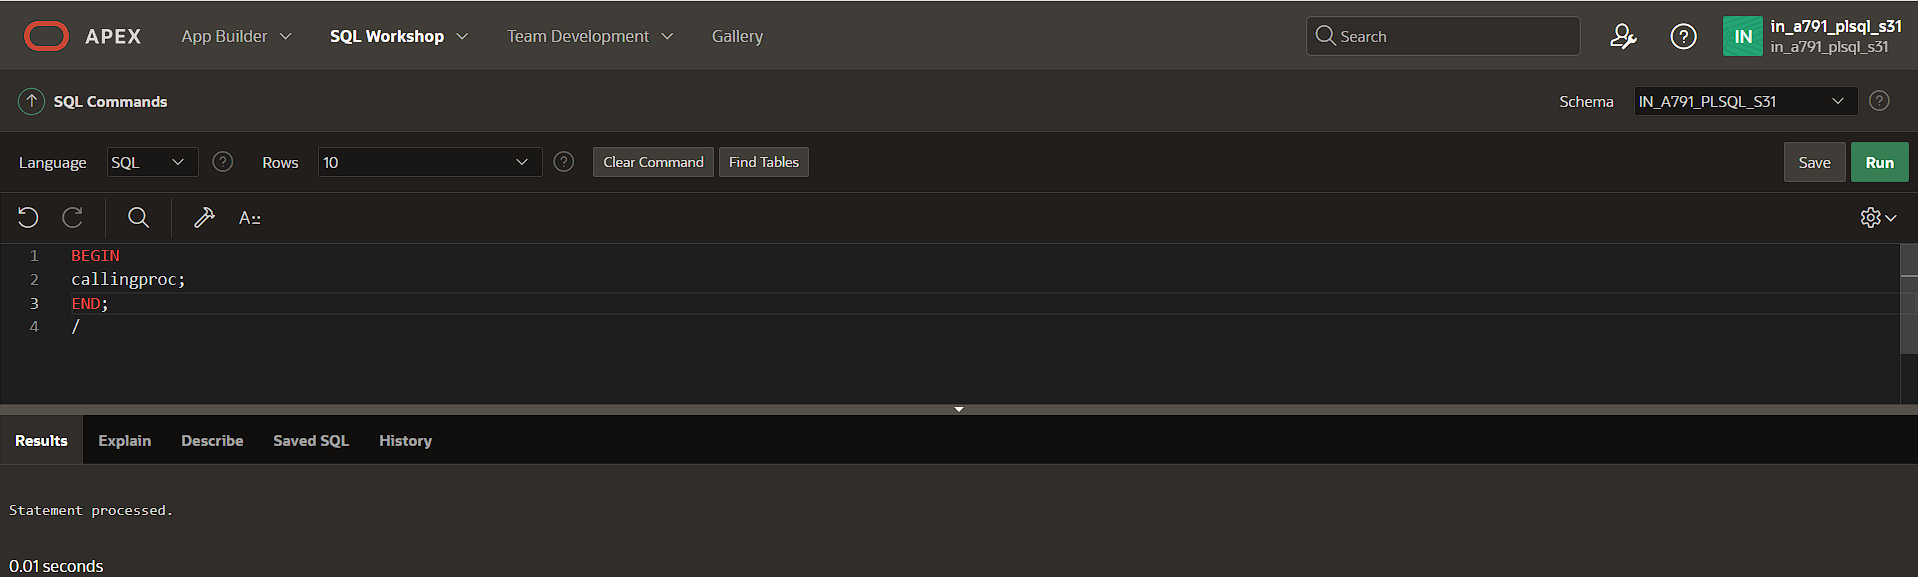 APEX App Builder SQL Workshop Team Development Gallery Search IN in_a791_plsql_s31
in_a791_plsql_s31
SQL Commands Schema IN_A791_PLSQL_S31
Language SQL Rows 10 Clear Command Find Tables Save Run
A::
1 BEGIN
2 callingproc;
3 END;
4 /
Results Explain Describe Saved SQL History
Statement processed.
0.01 seconds